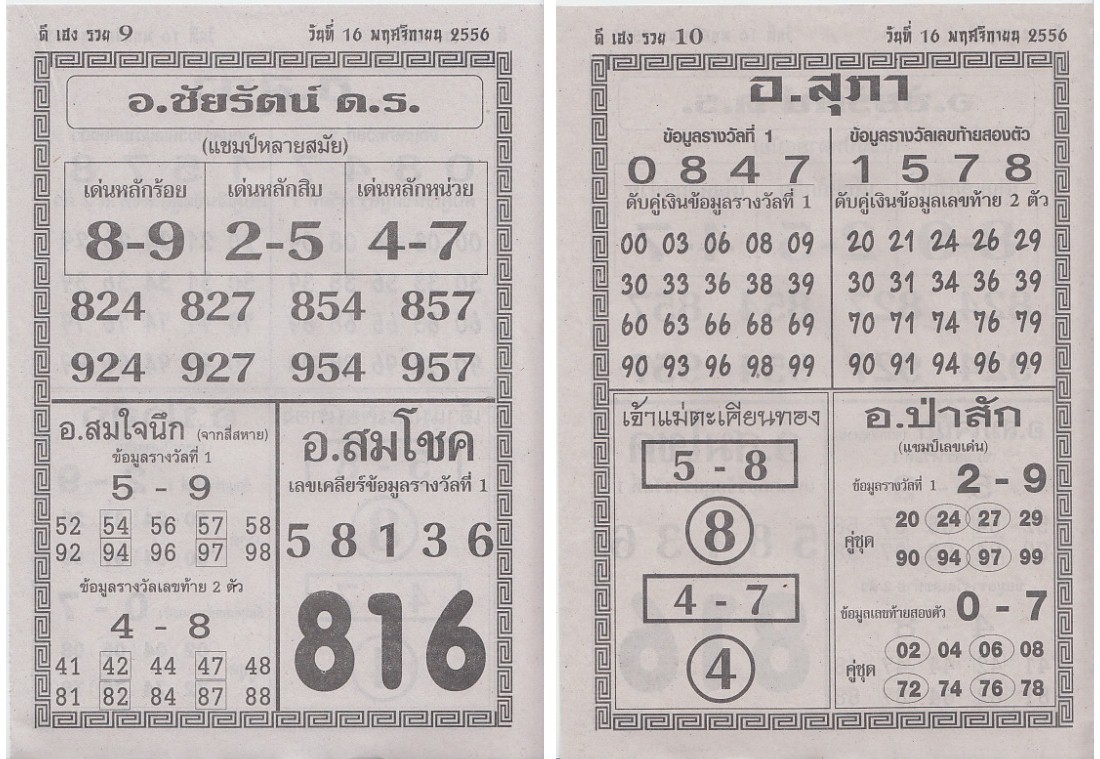 ดี เฮง รวย 9 วันที่ 16 พฤศจิกายน 2556
อ.ชัยรัตน์ ด.ร.
(แชมป์หลายสมัย)
เด่นหลักร้อย เด่นหลักสิบ เด่นหลักหน่วย
8-9 2-5 4-7
824 827 854 857
924 927 954 957
อ.สมใจนึก (จากสี่สหาย)
ข้อมูลรางวัลที่ 1
5 - 9
52 54 56 57 58
92 94 96 97 98
ข้อมูลรางวัลเลขท้าย 2 ตัว
4 - 8
41 42 44 47 48
81 82 84 87 88
อ.สมโชค
เลขเคลียร์ข้อมูลรางวัลที่ 1
5 8 1 3 6
816
ดี เฮง รวย 10 วันที่ 16 พฤศจิกายน 2556
อ.สุภา
ข้อมูลรางวัลที่ 1
0 8 4 7
ดับคู่เงินข้อมูลรางวัลที่ 1
00 03 06 08 09
30 33 36 38 39
60 63 66 68 69
90 93 96 98 99
ข้อมูลรางวัลเลขท้ายสองตัว
1 5 7 8
ดับคู่เงินข้อมูลเลขท้าย 2 ตัว
20 21 24 26 29
30 31 34 36 39
70 71 74 76 79
90 91 94 96 99
เจ้าแม่ตะเคียนทอง
5 - 8
8
4 - 7
4
อ.ป่าสัก
(แชมป์เลขเด่น)
ข้อมูลรางวัลที่ 1 2 - 9
20 24 27 29
คู่ชุด
90 94 97 99
ข้อมูลเลขท้ายสองตัว 0 - 7
02 04 06 08
คู่ชุด
72 74 76 78